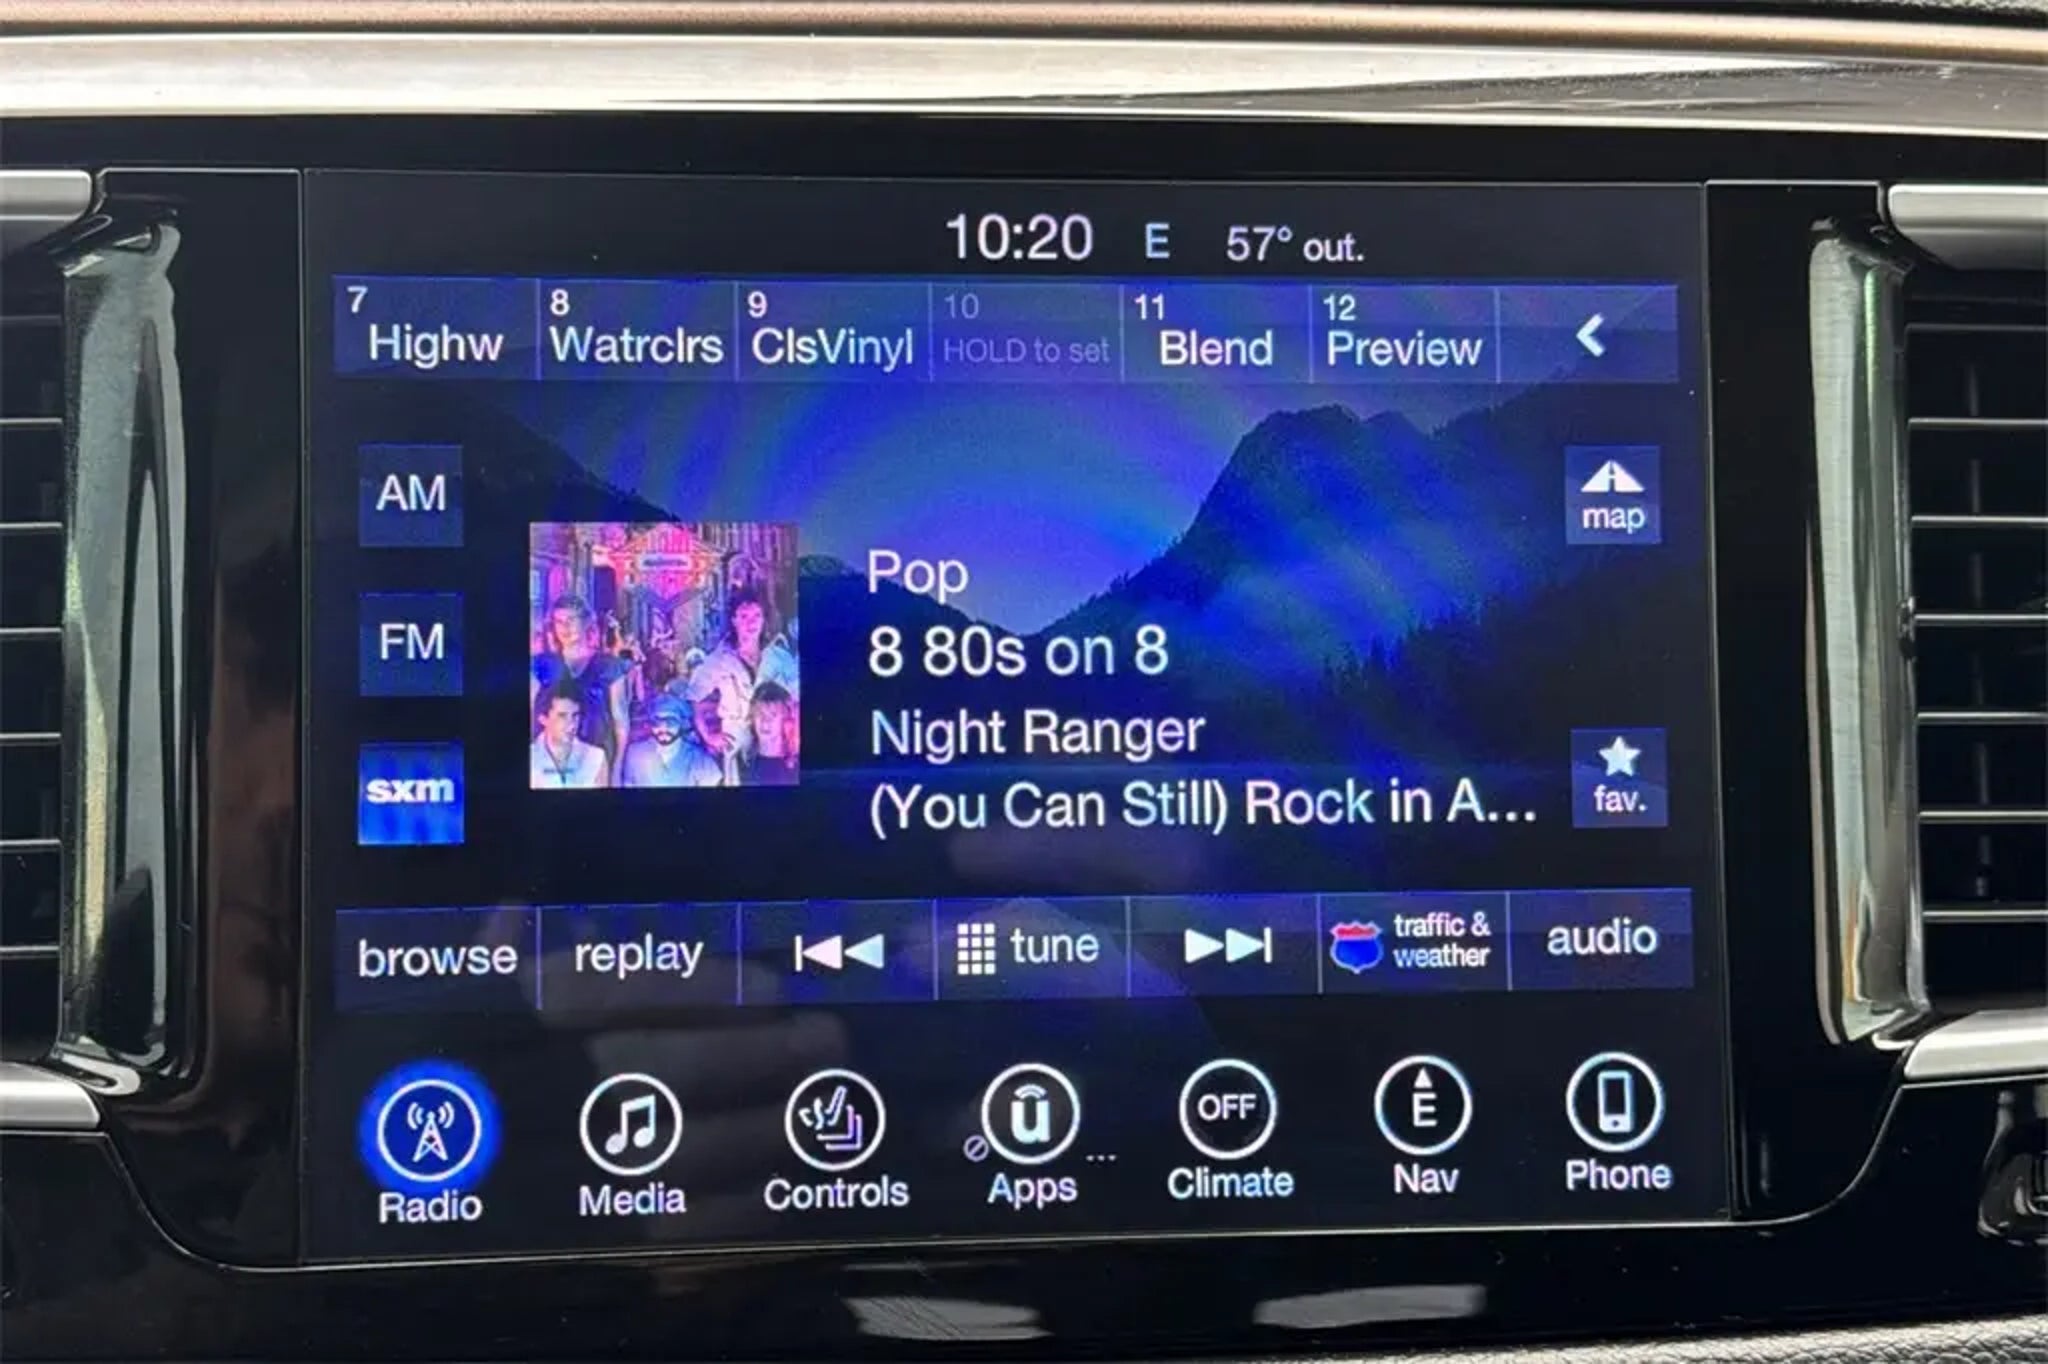 10:20 E 57° out.
7 Highw
8 Watrclrs
9 ClsVinyl
10 HOLD to set
11 Blend
12 Preview
AM
map
FM
Pop
8 80s on 8
Night Ranger
(You Can Still) Rock in A...
sxm
fav.
browse
replay
tune
traffic &
weather
audio
Radio
Media
Controls
u
Apps
...
OFF
Climate
E
Nav
Phone